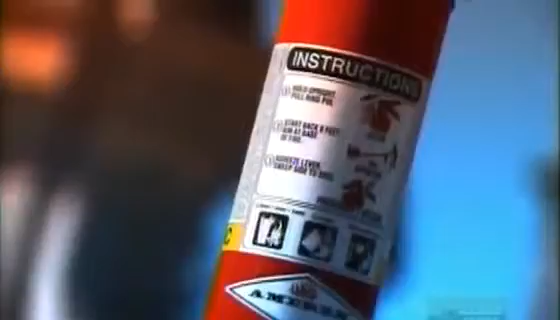 INSTRUCTIONS
HOLD UPRIGHT
PULL RING PIN
START BACK 8 FEET
AIM AT BASE
OF FIRE
SQUEEZE LEVER
SWEEP SIDE TO SIDE
C
AMEREX